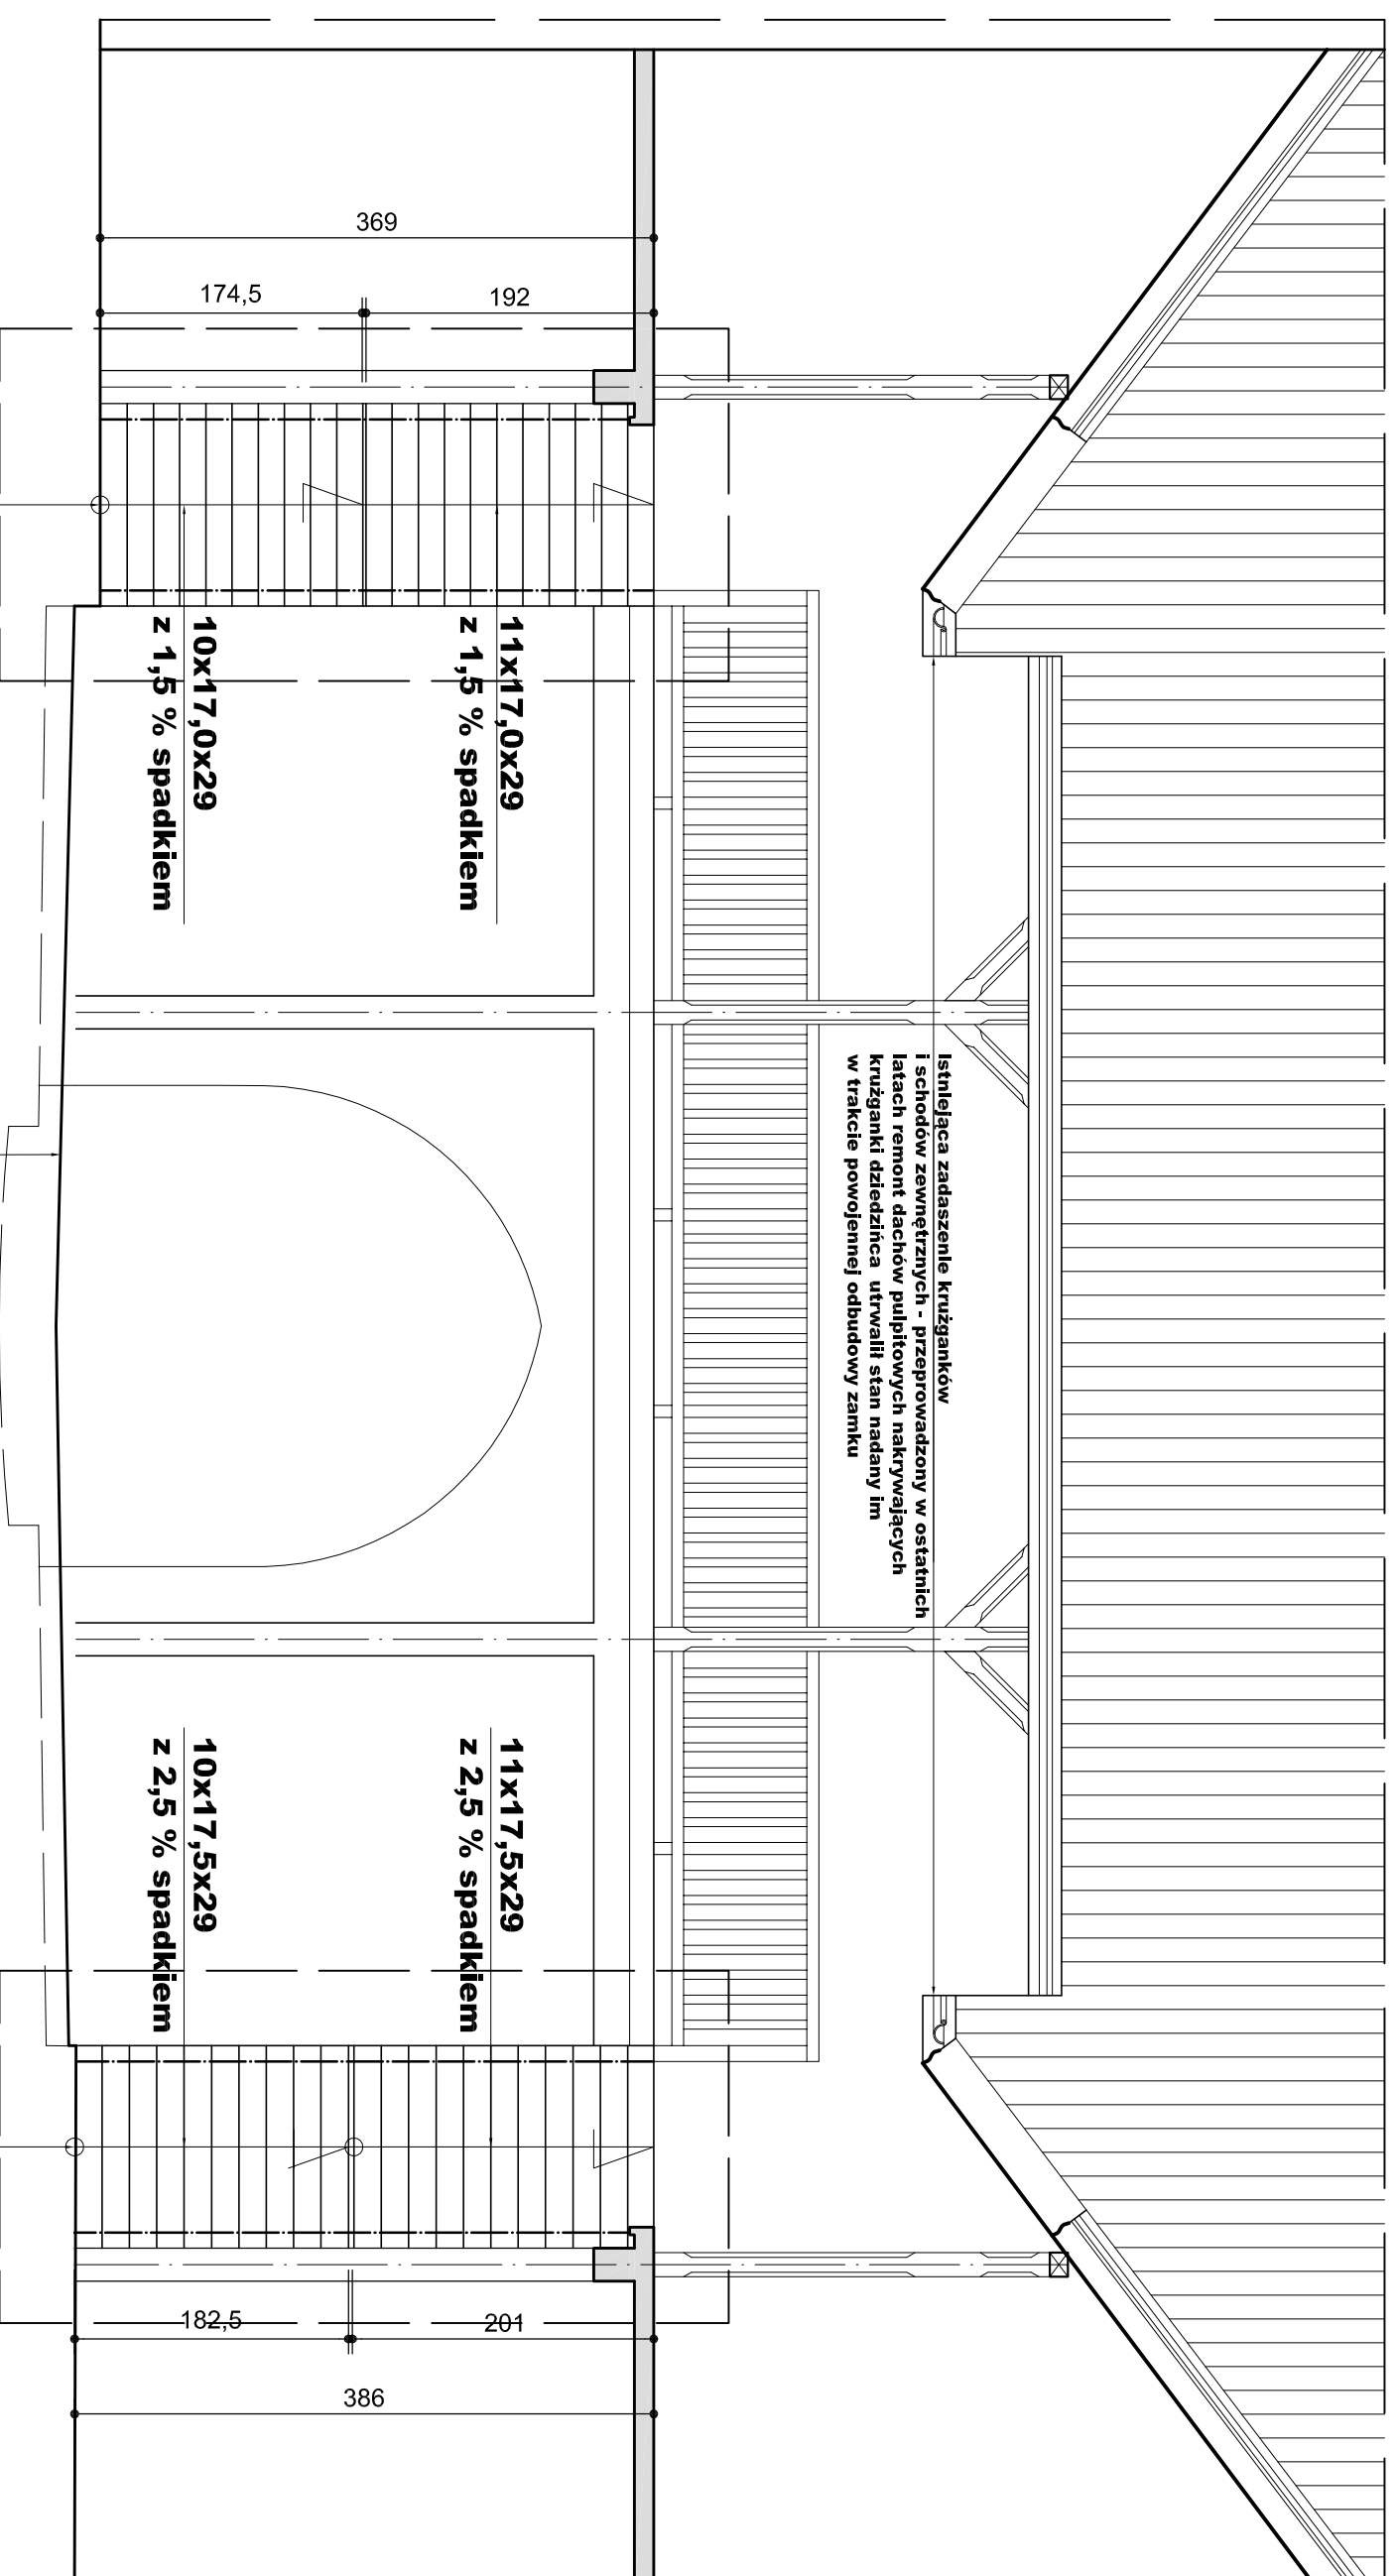 369
174,5
192
11x17,0x29
z 1,5 % spadkiem
10x17,0x29
z 1,5 % spadkiem
Istniejąca zadaszenie krużganków
i schodów zewnętrznych - przeprowadzony w ostatnich
latach remont dachów pulpitowych nakrywających
krużganki dziedzińca utrwalił stan nadany im
w trakcie powojennej odbudowy zamku
11x17,5x29
z 2,5 % spadkiem
10x17,5x29
z 2,5 % spadkiem
182,5
201
386